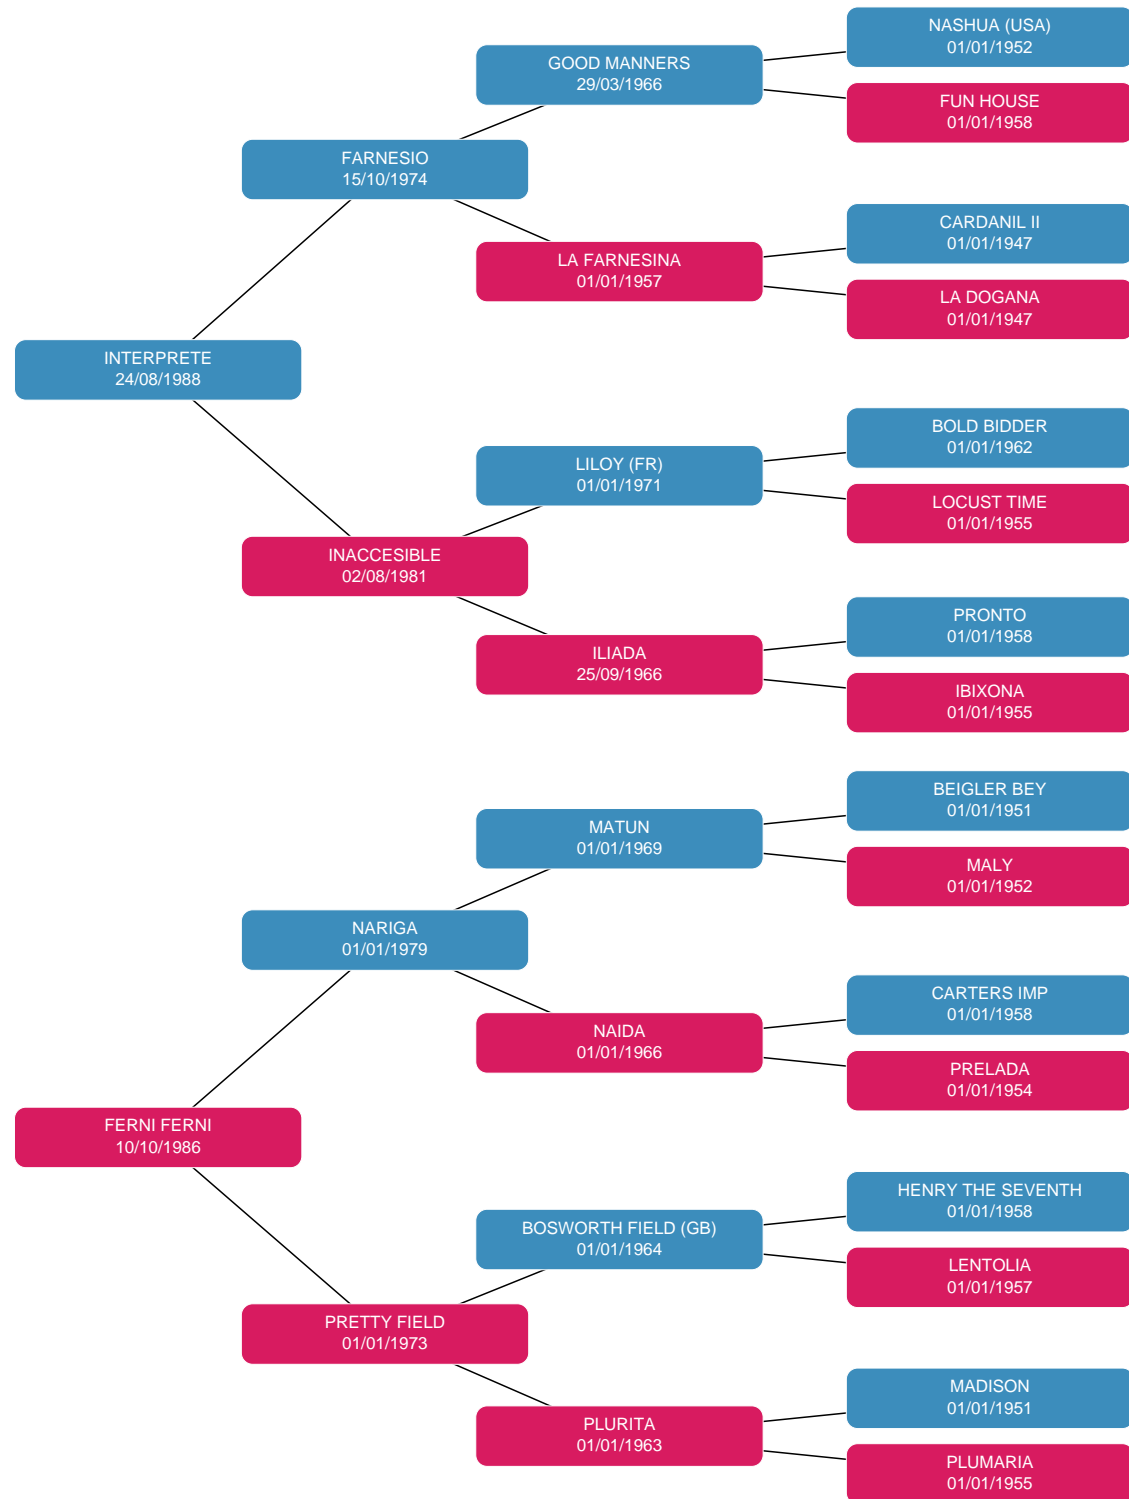 NASHUA (USA)
01/01/1952
GOOD MANNERS
29/03/1966
FUN HOUSE
01/01/1958
FARNESIO
15/10/1974
CARDANIL II
01/01/1947
LA FARNESINA
01/01/1957
LA DOGANA
01/01/1947
INTERPRETE
24/08/1988
BOLD BIDDER
01/01/1962
LILOY (FR)
01/01/1971
LOCUST TIME
01/01/1955
INACCESIBLE
02/08/1981
PRONTO
01/01/1958
ILIADA
25/09/1966
IBIXONA
01/01/1955
BEIGLER BEY
01/01/1951
MATUN
01/01/1969
MALY
01/01/1952
NARIGA
01/01/1979
CARTERS IMP
01/01/1958
NAIDA
01/01/1966
PRELADA
01/01/1954
FERNI FERNI
10/10/1986
HENRY THE SEVENTH
01/01/1958
BOSWORTH FIELD (GB)
01/01/1964
LENTOLIA
01/01/1957
PRETTY FIELD
01/01/1973
MADISON
01/01/1951
PLURITA
01/01/1963
PLUMARIA
01/01/1955